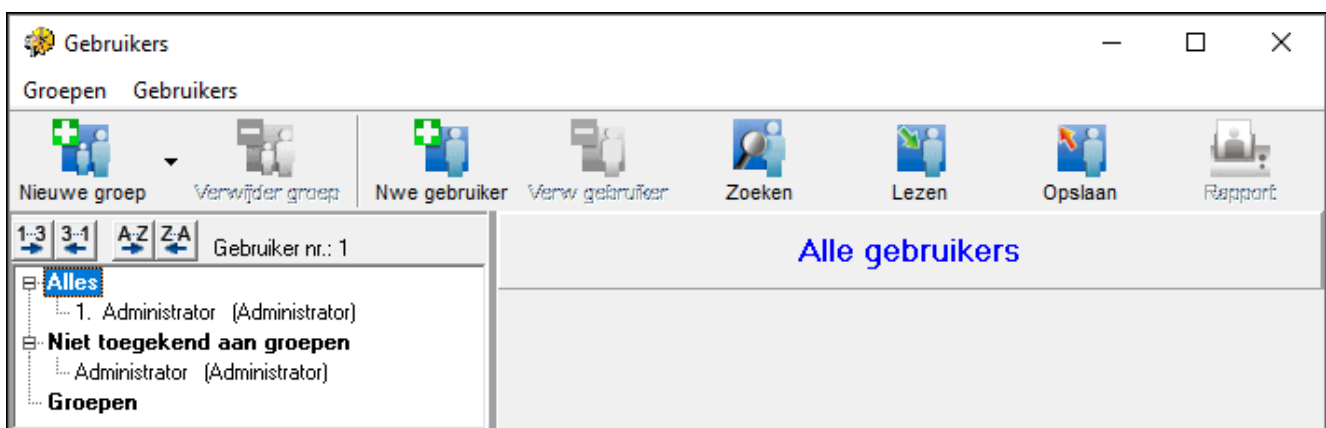 Gebruikers
Groepen Gebruikers
Nieuwe groep Verwijder groep Nwe gebruiker Verw gebruiker Zoeken Lezen Opslaan Rapport
1-3 3-1 A-Z Z-A Gebruiker nr.: 1
Alle gebruikers
Alles
1. Administrator (Administrator)
Niet toegekend aan groepen
Administrator (Administrator)
Groepen